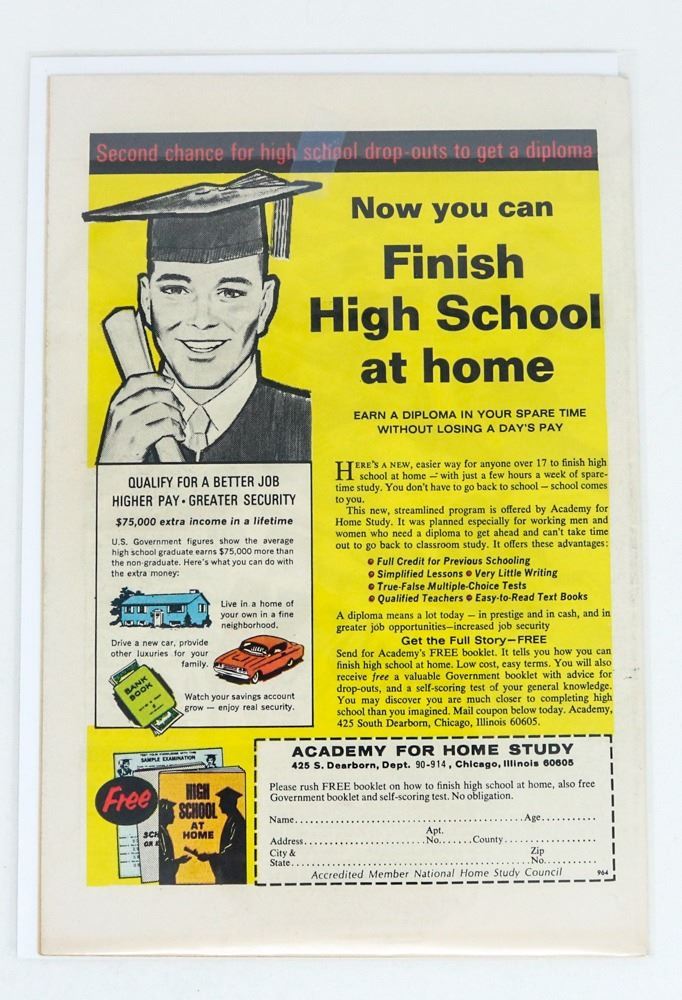 Second chance for high school drop-outs to get a diploma
Now you can
Finish
High School
at home
EARN A DIPLOMA IN YOUR SPARE TIME
WITHOUT LOSING A DAY'S PAY
HERE'S A NEW, easier way for anyone over 17 to finish high
school at home — with just a few hours a week of spare-
time study. You don't have to go back to school — school comes
to you.
This new, streamlined program is offered by Academy for
Home Study. It was planned especially for working men and
women who need a diploma to get ahead and can't take time
out to go back to classroom study. It offers these advantages:
Full Credit for Previous Schooling
Simplified Lessons • Very Little Writing
True-False Multiple-Choice Tests
Qualified Teachers • Easy-to-Read Text Books
A diploma means a lot today — in prestige and in cash, and in
greater job opportunities—increased job security
Get the Full Story—FREE
Send for Academy's FREE booklet. It tells you how you can
finish high school at home. Low cost, easy terms. You will also
receive free a valuable Government booklet with advice for
drop-outs, and a self-scoring test of your general knowledge.
You may discover you are much closer to completing high
school than you imagined. Mail coupon below today. Academy,
425 South Dearborn, Chicago, Illinois 60605.
QUALIFY FOR A BETTER JOB
HIGHER PAY • GREATER SECURITY
$75,000 extra income in a lifetime
U.S. Government figures show the average
high school graduate earns $75,000 more than
the non-graduate. Here's what you can do with
the extra money:
Live in a home of
your own in a fine
neighborhood.
Drive a new car, provide
other luxuries for your
family.
BANK
BOOK
Watch your savings account
grow — enjoy real security.
SAMPLE EXAMINATION
Free
HIGH
SCHOOL
AT
HOME
SCH
OR
ACADEMY FOR HOME STUDY
425 S. Dearborn, Dept. 90-914, Chicago, Illinois 60605
Please rush FREE booklet on how to finish high school at home, also free
Government booklet and self-scoring test. No obligation.
Name..............................................Age..........
Apt.
Address.........................No.......County...................
City &
Zip
State................................................No...........
Accredited Member National Home Study Council
964